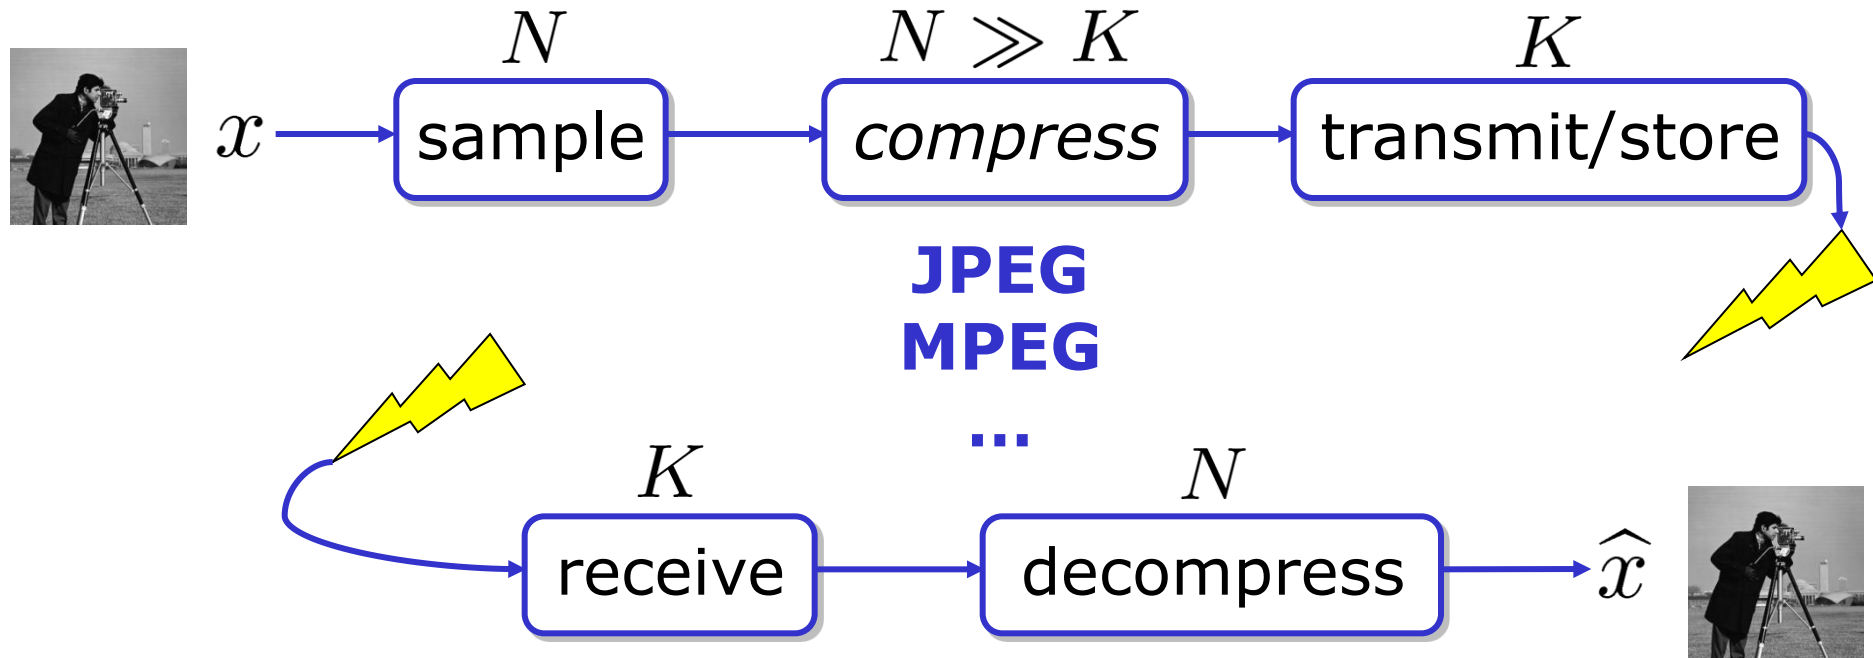 N N ≫ K K
x sample compress transmit/store
JPEG
MPEG
...
K N
receive decompress x̂